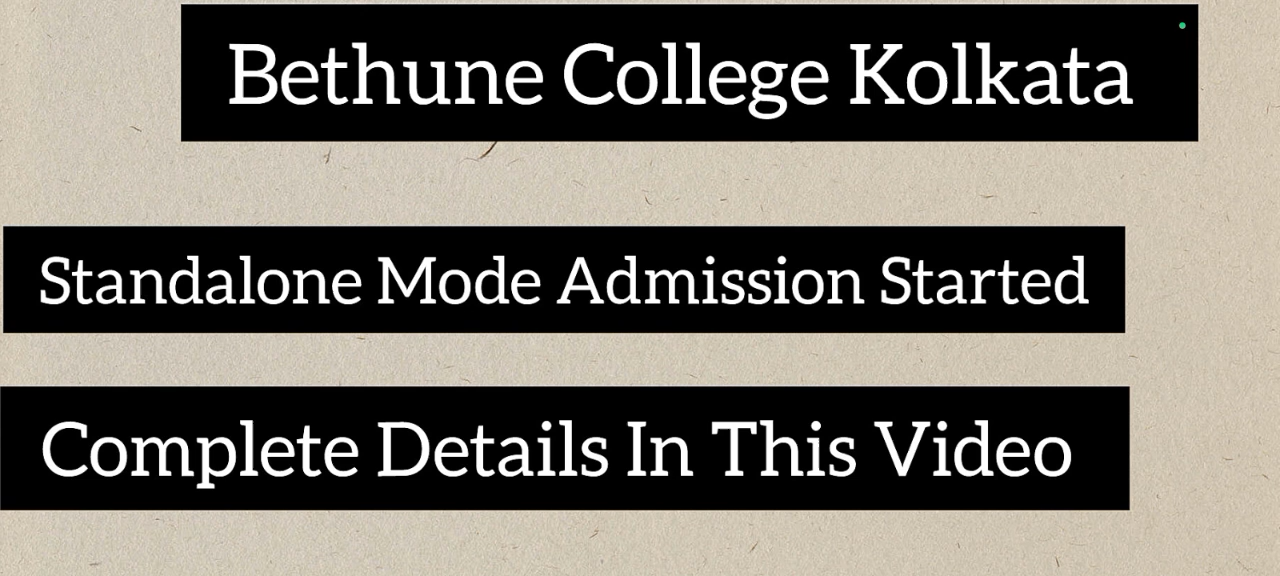 Bethune College Kolkata
Standalone Mode Admission Started
Complete Details In This Video